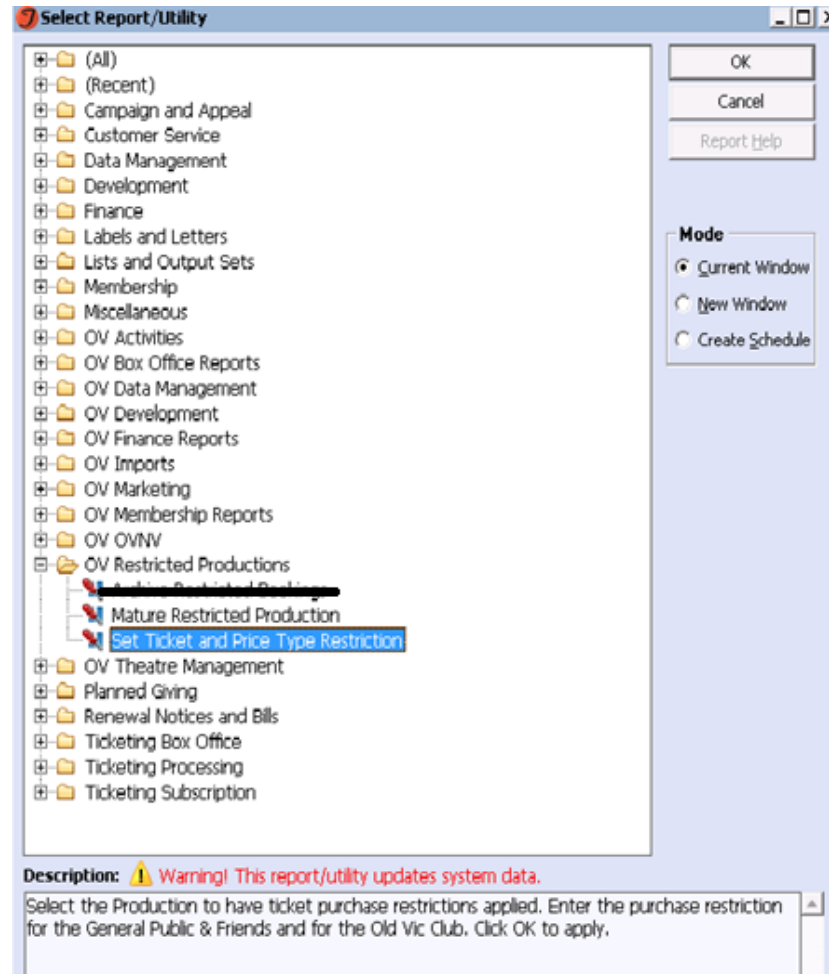 Select Report/Utility
(All)
(Recent)
Campaign and Appeal
Customer Service
Data Management
Development
Finance
Labels and Letters
Lists and Output Sets
Membership
Miscellaneous
OV Activities
OV Box Office Reports
OV Data Management
OV Development
OV Finance Reports
OV Imports
OV Marketing
OV Membership Reports
OV OVNV
OV Restricted Productions
Archive Restricted Bookings
Mature Restricted Production
Set Ticket and Price Type Restriction
OV Theatre Management
Planned Giving
Renewal Notices and Bills
Ticketing Box Office
Ticketing Processing
Ticketing Subscription
OK
Cancel
Report Help
Mode
Current Window
New Window
Create Schedule
Description: Warning! This report/utility updates system data.
Select the Production to have ticket purchase restrictions applied. Enter the purchase restriction
for the General Public & Friends and for the Old Vic Club. Click OK to apply.